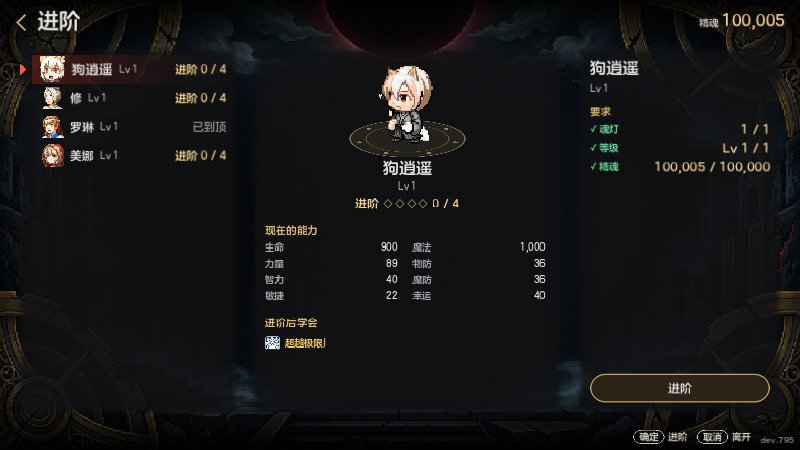 进阶
精魂 100,005
狗逍遥 Lv1 进阶 0 / 4
修 Lv1 进阶 0 / 4
罗琳 Lv1 已到顶
美娜 Lv1 进阶 0 / 4
狗逍遥
Lv1
进阶 ◇◇◇◇ 0 / 4
现在的能力
生命 900 魔法 1,000
力量 89 物防 36
智力 40 魔防 36
敏捷 22 幸运 40
进阶后学会
超越极限Ⅰ
狗逍遥
Lv1
要求
✓魂灯 1 / 1
✓等级 Lv 1 / 1
✓精魂 100,005 / 100,000
进阶
确定 进阶 取消 离开
dev.795